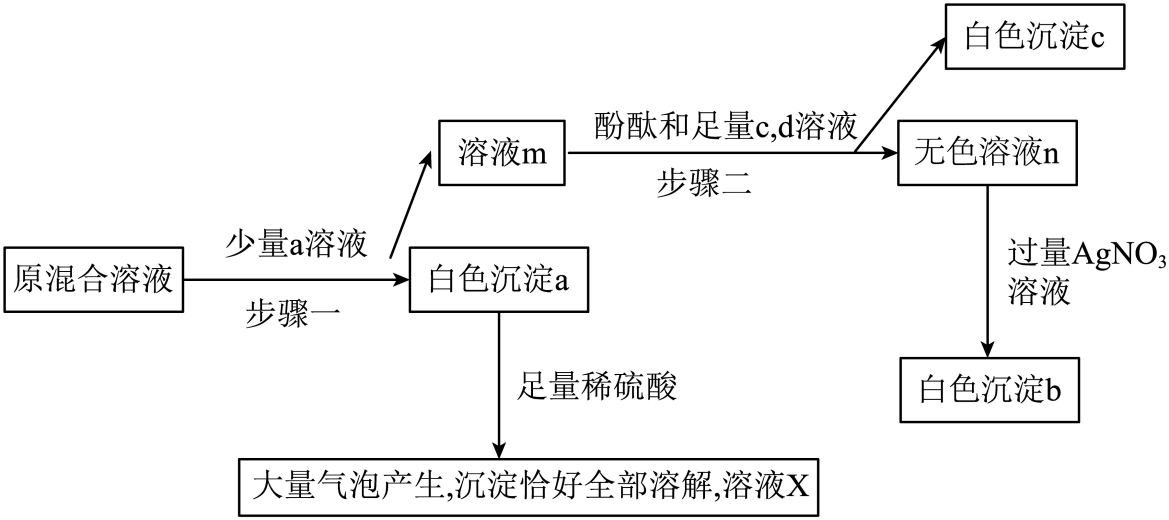 白色沉淀c
酚酞和足量c,d溶液
溶液m
无色溶液n
步骤二
少量a溶液
过量AgNO₃
溶液
原混合溶液
白色沉淀a
步骤一
足量稀硫酸
白色沉淀b
大量气泡产生,沉淀恰好全部溶解,溶液X